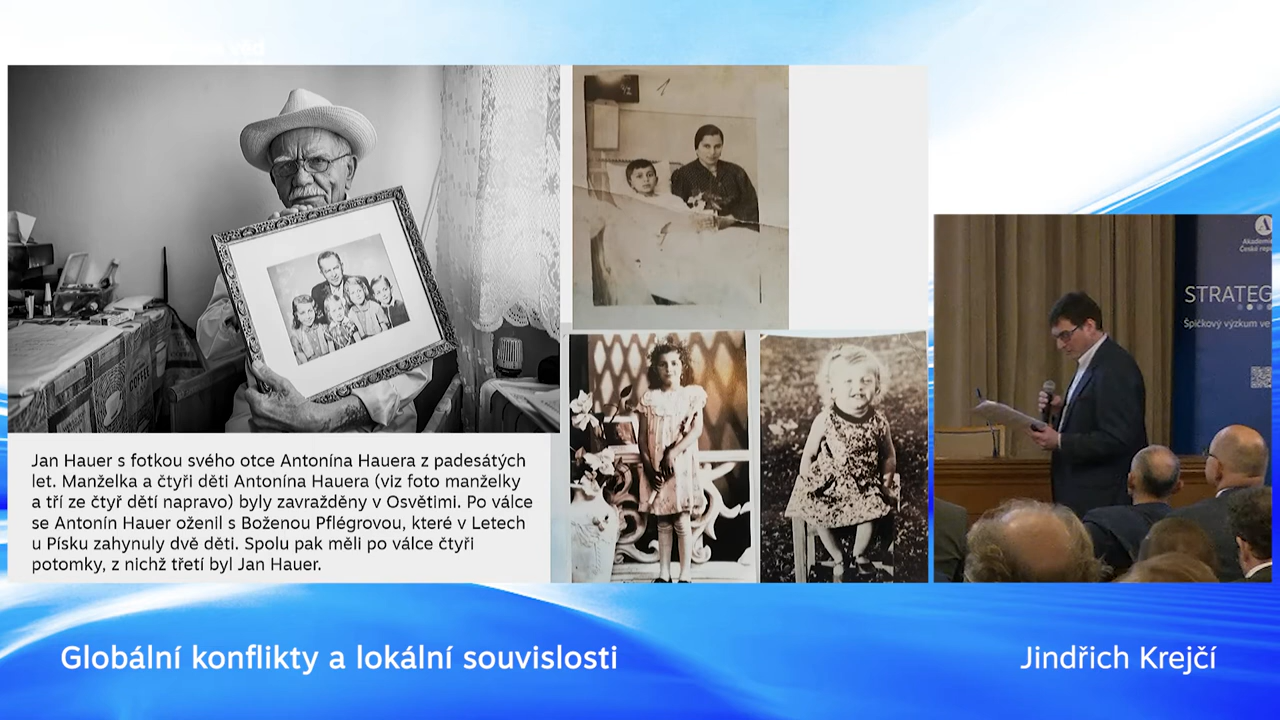 Jan Hauer s fotkou svého otce Antonína Hauera z padesátých
let. Manželka a čtyři děti Antonína Hauera (viz foto manželky
a tří ze čtyř dětí napravo) byly zavražděny v Osvětimi. Po válce
se Antonín Hauer oženil s Boženou Pflégrovou, které v Letech
u Písku zahynuly dvě děti. Spolu pak měli po válce čtyři
potomky, z nichž třetí byl Jan Hauer.
Akademi
České repu
STRATEG
Špičkový výzkum ve
Globální konflikty a lokální souvislosti
Jindřich Krejčí